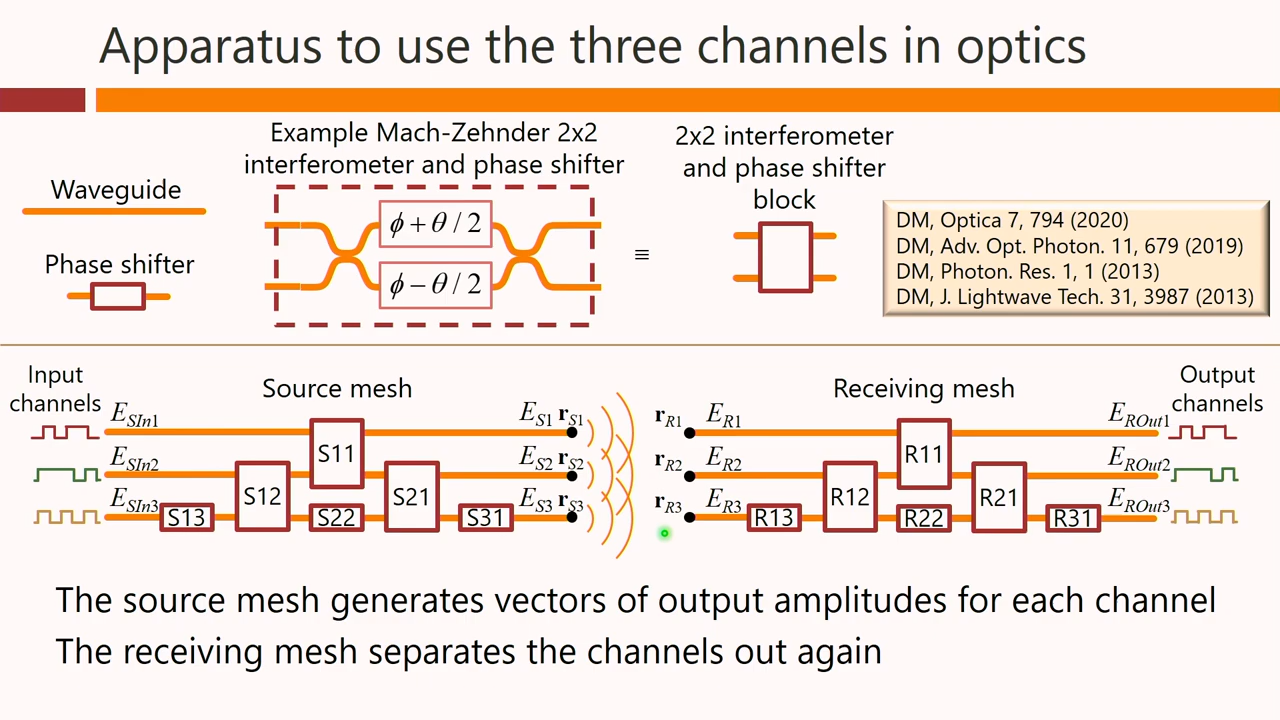 Apparatus to use the three channels in optics
Example Mach-Zehnder 2x2
interferometer and phase shifter
2x2 interferometer
and phase shifter
block
Waveguide
Phase shifter
ϕ + θ / 2
ϕ − θ / 2
≡
DM, Optica 7, 794 (2020)
DM, Adv. Opt. Photon. 11, 679 (2019)
DM, Photon. Res. 1, 1 (2013)
DM, J. Lightwave Tech. 31, 3987 (2013)
Input
channels
Source mesh
Receiving mesh
Output
channels
E_SIn1
E_S1 r_S1
r_R1 E_R1
E_ROut1
S11
R11
E_SIn2
E_S2 r_S2
r_R2 E_R2
E_ROut2
S12
S21
R12
R21
E_SIn3
E_S3 r_S3
r_R3 E_R3
E_ROut3
S13
S22
S31
R13
R22
R31
The source mesh generates vectors of output amplitudes for each channel
The receiving mesh separates the channels out again